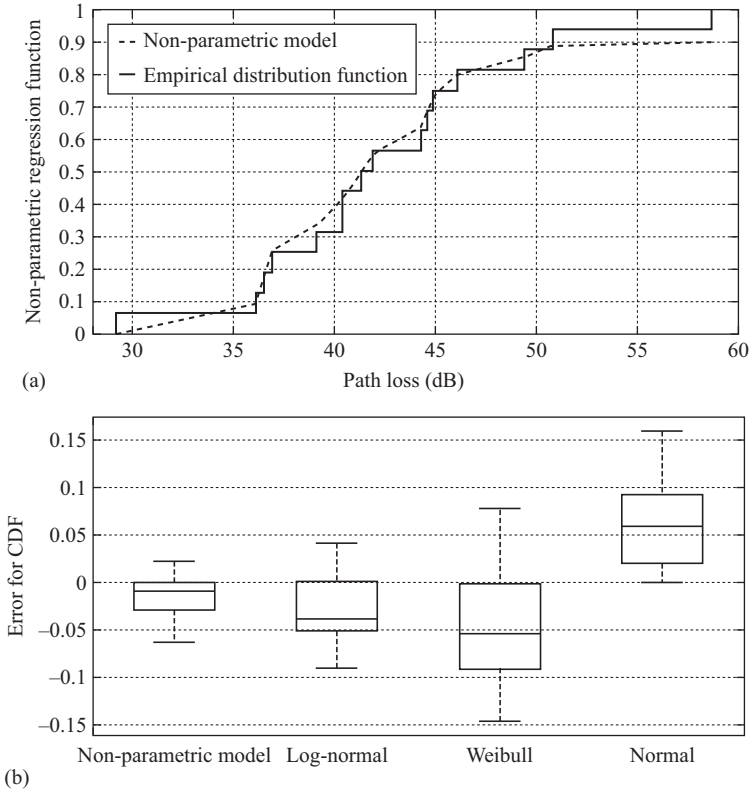 1
0.9
0.8
0.7
0.6
0.5
0.4
0.3
0.2
0.1
0
Non-parametric regression function
Non-parametric model
Empirical distribution function
30 35 40 45 50 55 60
(a)
Path loss (dB)
0.15
0.1
0.05
0
−0.05
−0.1
−0.15
Error for CDF
Non-parametric model Log-normal Weibull Normal
(b)